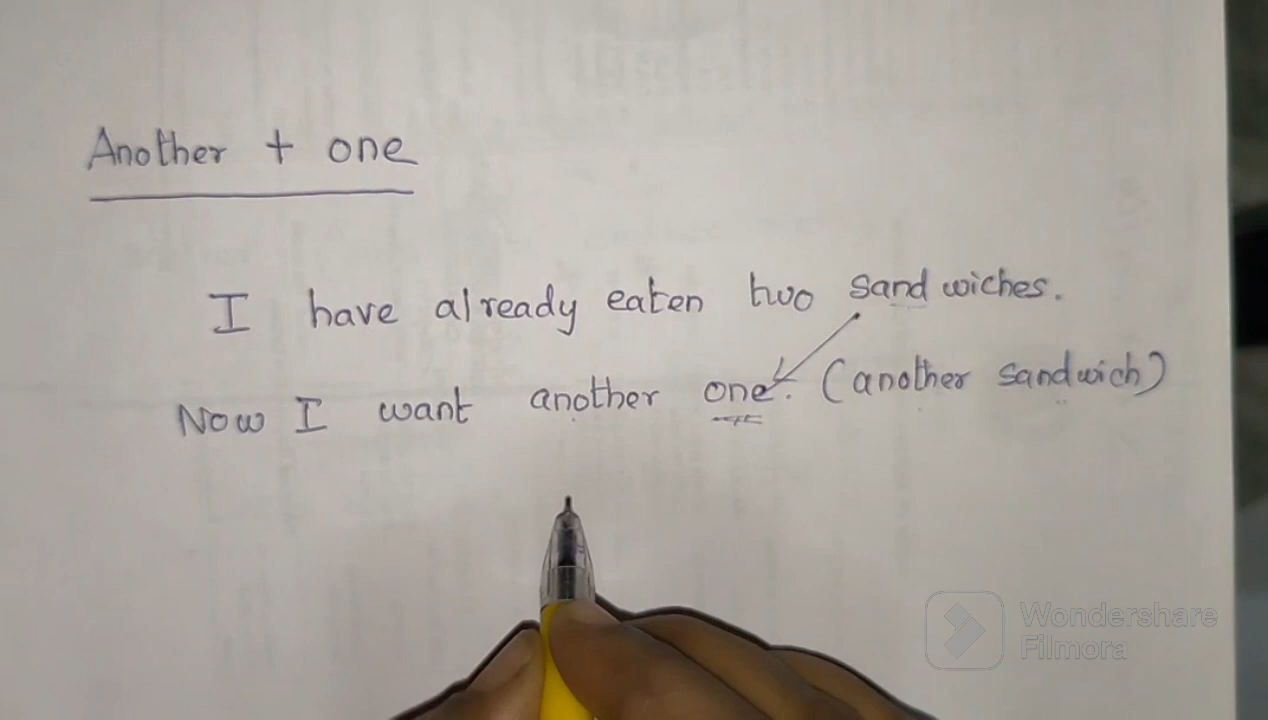 Another + one
I have already eaten two sandwiches.
Now I want another one. (another sandwich)
Wondershare
Filmora